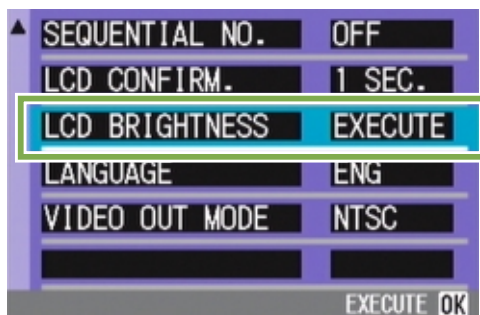 SEQUENTIAL NO. OFF
LCD CONFIRM. 1 SEC.
LCD BRIGHTNESS EXECUTE
LANGUAGE ENG
VIDEO OUT MODE NTSC
EXECUTE OK